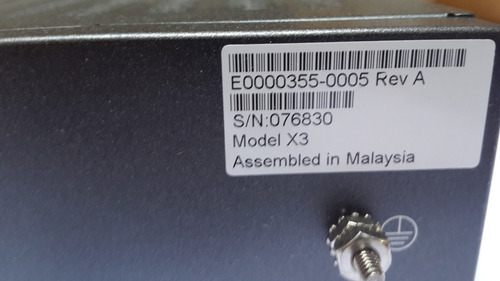 E0000355-0005 Rev A
S/N:076830
Model X3
Assembled in Malaysia